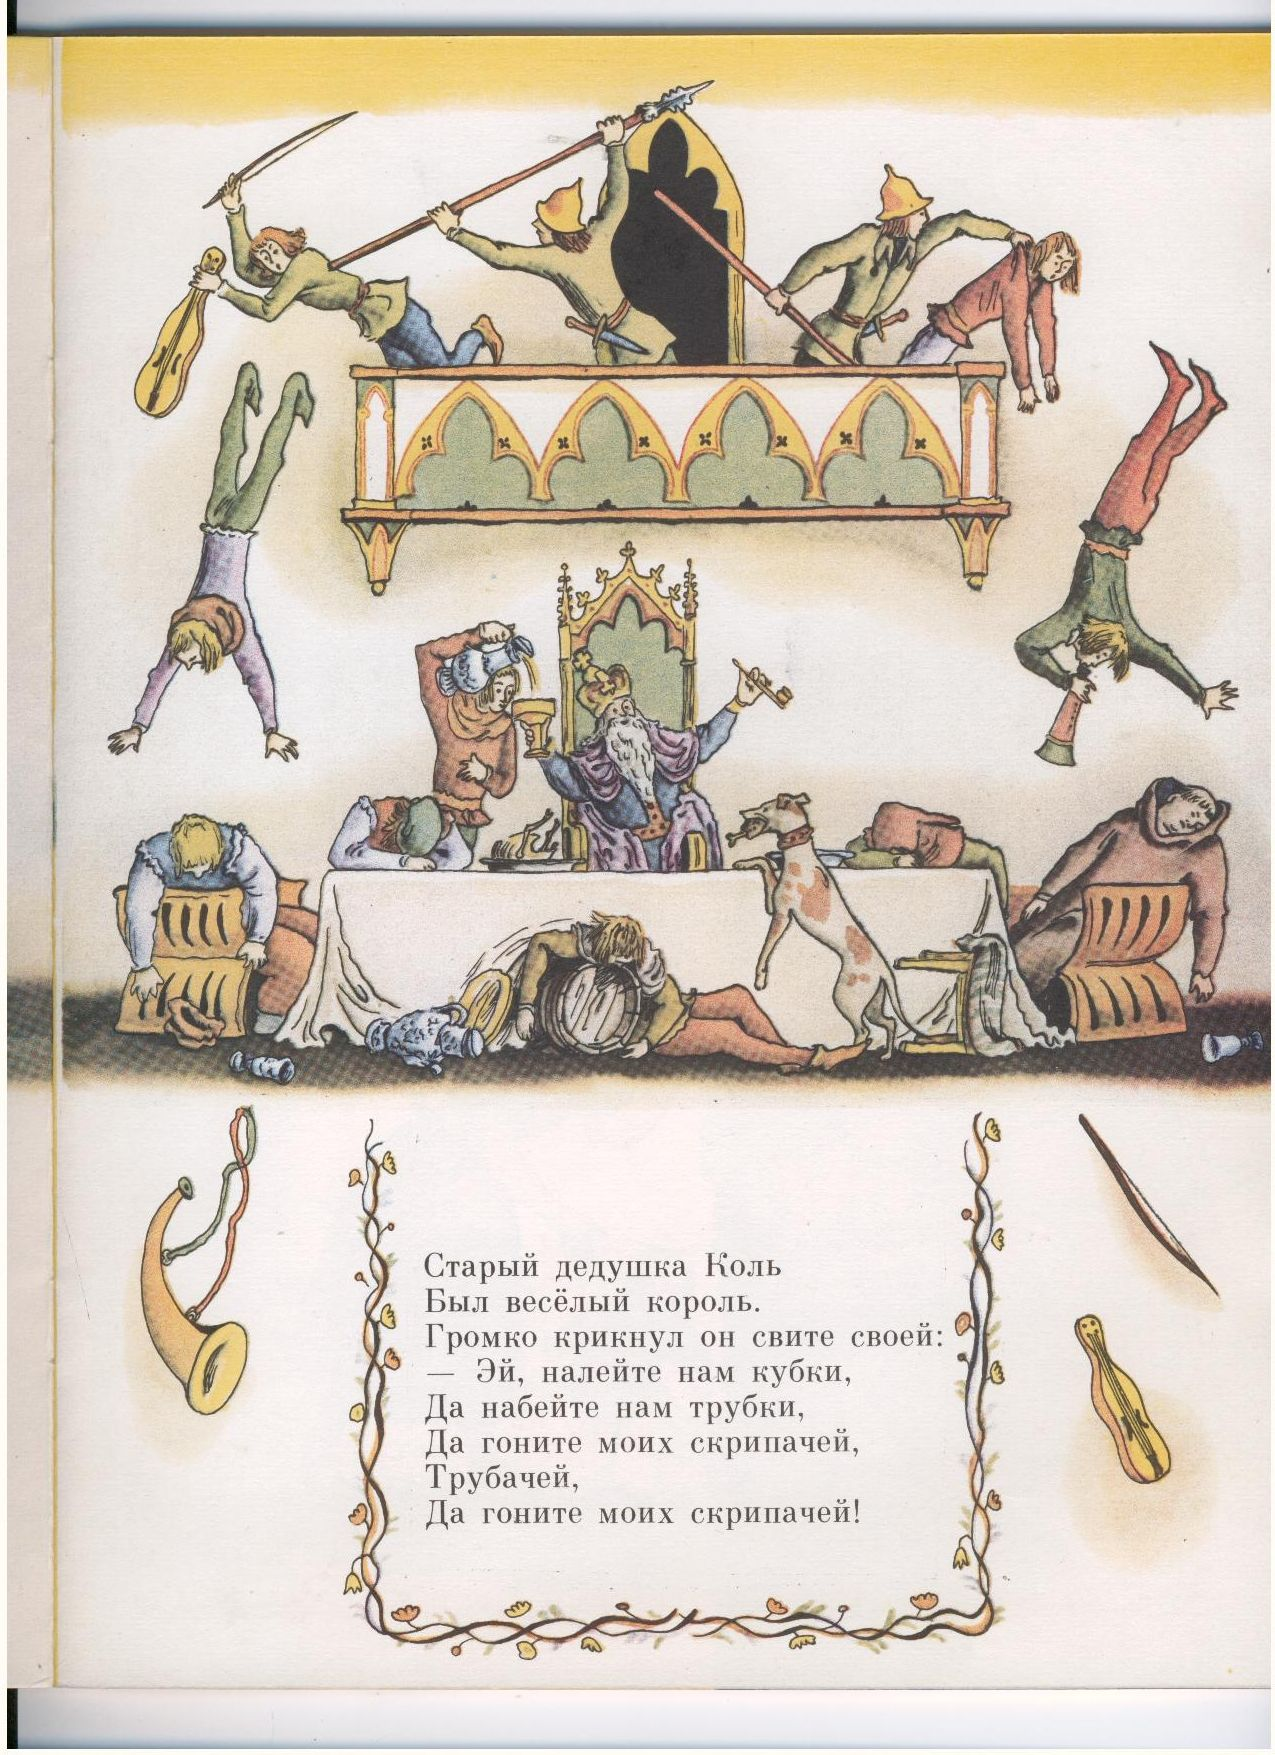 Старый дедушка Коль
Был весёлый король.
Громко крикнул он свите своей:
— Эй, налейте нам кубки,
Да набейте нам трубки,
Да гоните моих скрипачей,
Трубачей,
Да гоните моих скрипачей!